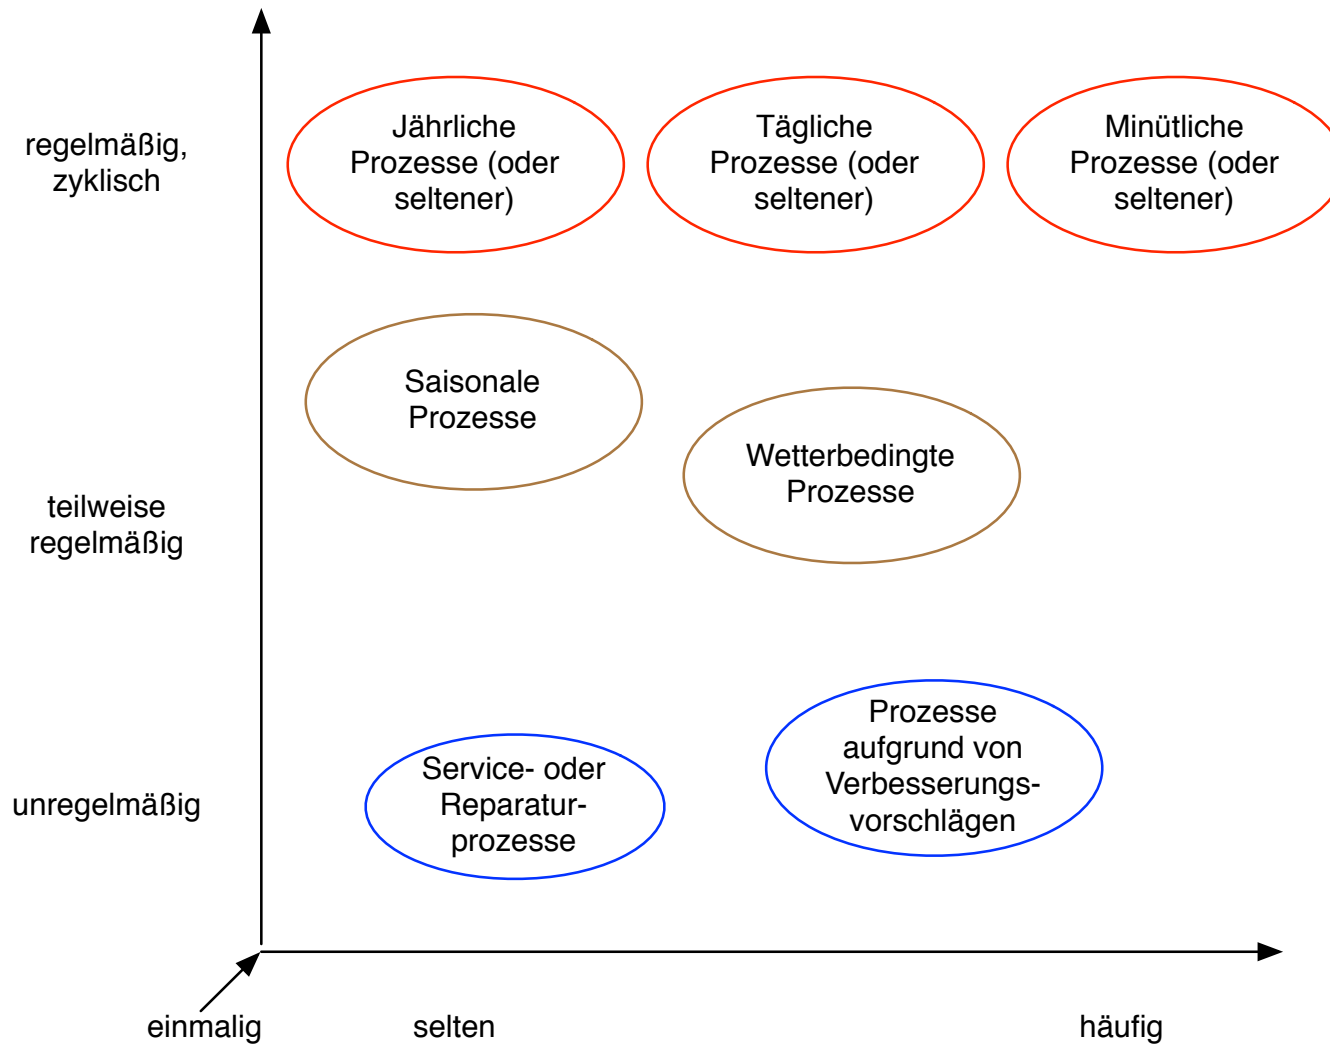 regelmäßig,
zyklisch
Jährliche
Prozesse (oder
seltener)
Tägliche
Prozesse (oder
seltener)
Minütliche
Prozesse (oder
seltener)
Saisonale
Prozesse
Wetterbedingte
Prozesse
teilweise
regelmäßig
unregelmäßig
Service- oder
Reparatur-
prozesse
Prozesse
aufgrund von
Verbesserungs-
vorschlägen
einmalig
selten
häufig